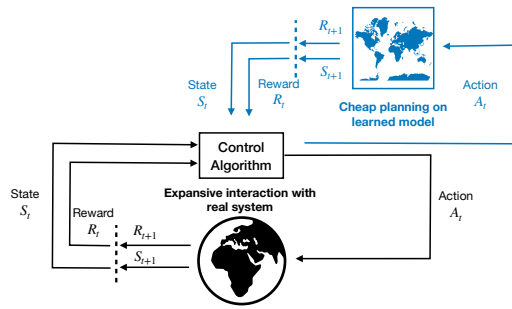 R_{t+1}
S_{t+1}
State
S_t
Reward
R_t
Action
A_t
Cheap planning on
learned model
Control
Algorithm
Expansive interaction with
real system
State
S_t
Reward
R_t
R_{t+1}
S_{t+1}
Action
A_t